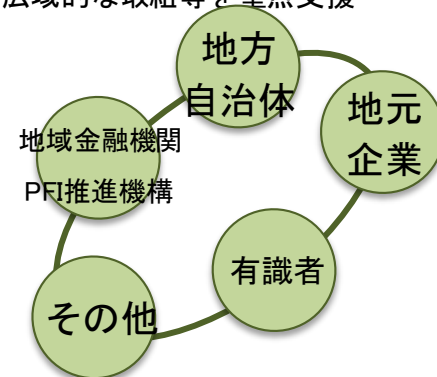 広域的な取組等を重点支援
地方
自治体
地元
企業
地域金融機関
PFI推進機構
有識者
その他